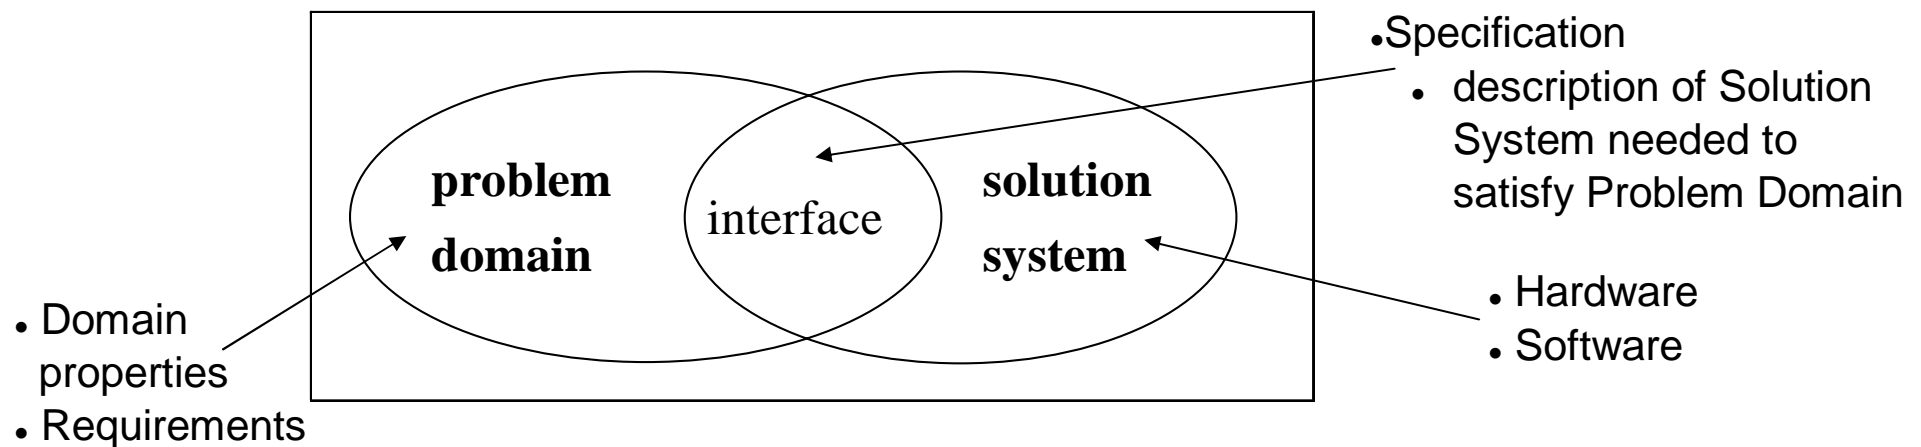 ●Specification
● description of Solution
System needed to
satisfy Problem Domain
problem
domain
interface
solution
system
● Domain
properties
● Requirements
● Hardware
● Software